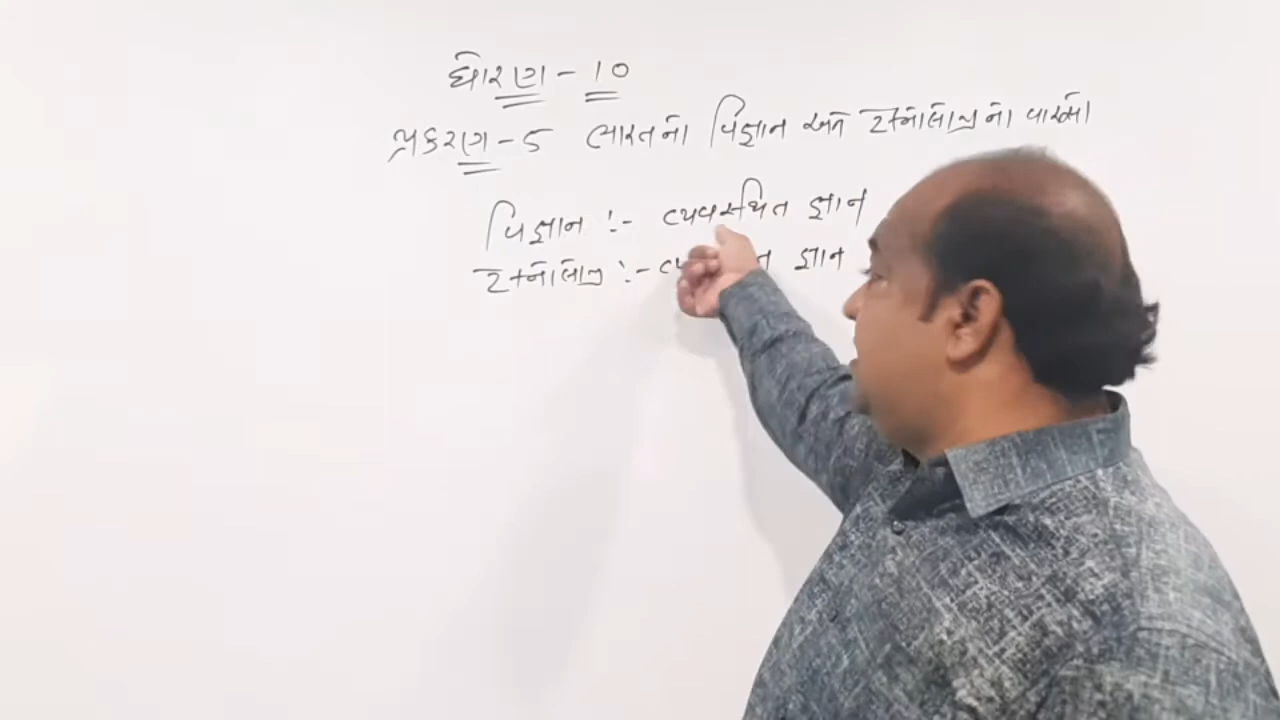 ધોરણ - 10
પ્રકરણ - 5 ભારતનો વિજ્ઞાન અને ટેકનોલોજીનો વારસો
વિજ્ઞાન :- વ્યવસ્થિત જ્ઞાન
ટેકનોલોજી :- જ્ઞાન